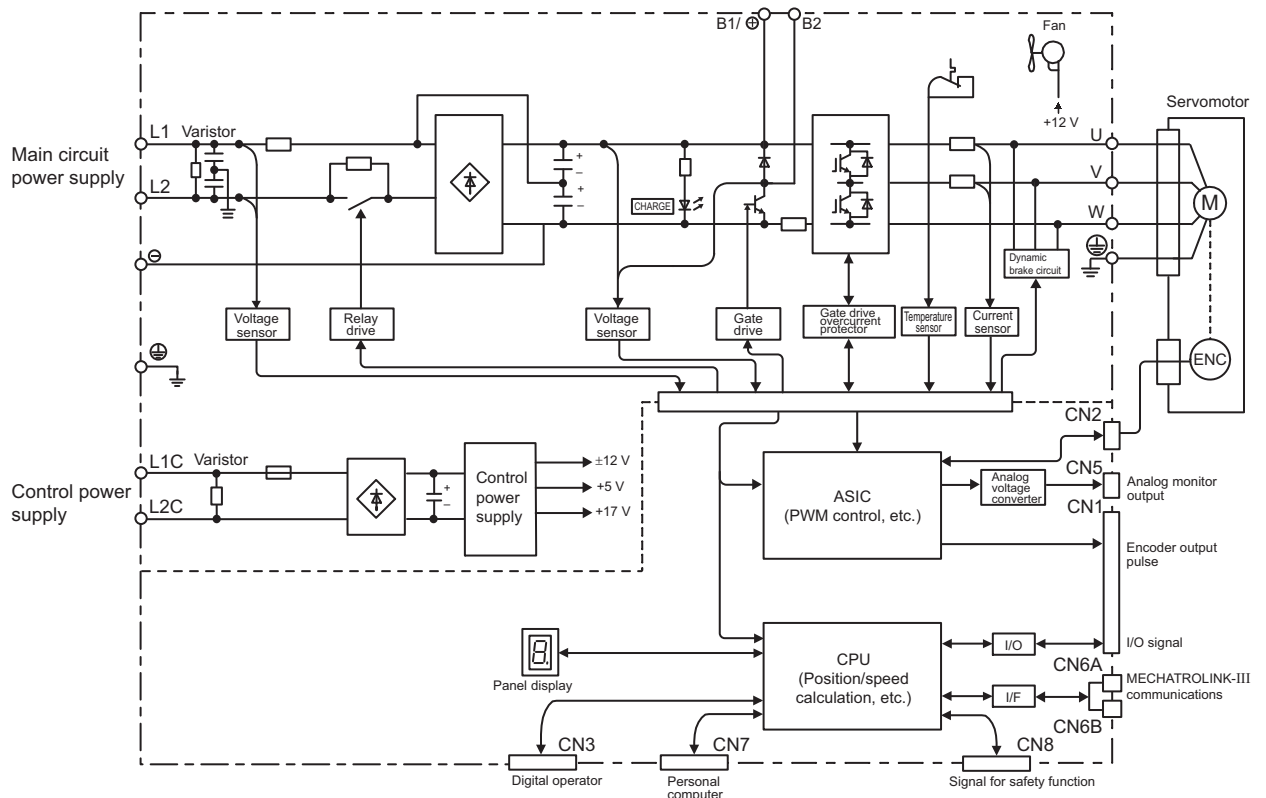 B1/ ⊕
B2
Fan
+12 V
Servomotor
Main circuit
power supply
L1
Varistor
L2
+
–
+
–
CHARGE
U
V
W
M
⊖
Dynamic
brake circuit
Voltage
sensor
Relay
drive
Voltage
sensor
Gate
drive
Gate drive
overcurrent
protector
Temperature
sensor
Current
sensor
ENC
CN2
Control power
supply
L1C
Varistor
L2C
+
–
Control
power
supply
±12 V
+5 V
+17 V
ASIC
(PWM control, etc.)
Analog
voltage
converter
CN5
Analog monitor
output
CN1
Encoder output
pulse
8.
Panel display
CPU
(Position/speed
calculation, etc.)
I/O
I/O signal
CN6A
I/F
MECHATROLINK-III
communications
CN6B
CN3
Digital operator
CN7
Personal
computer
CN8
Signal for safety function